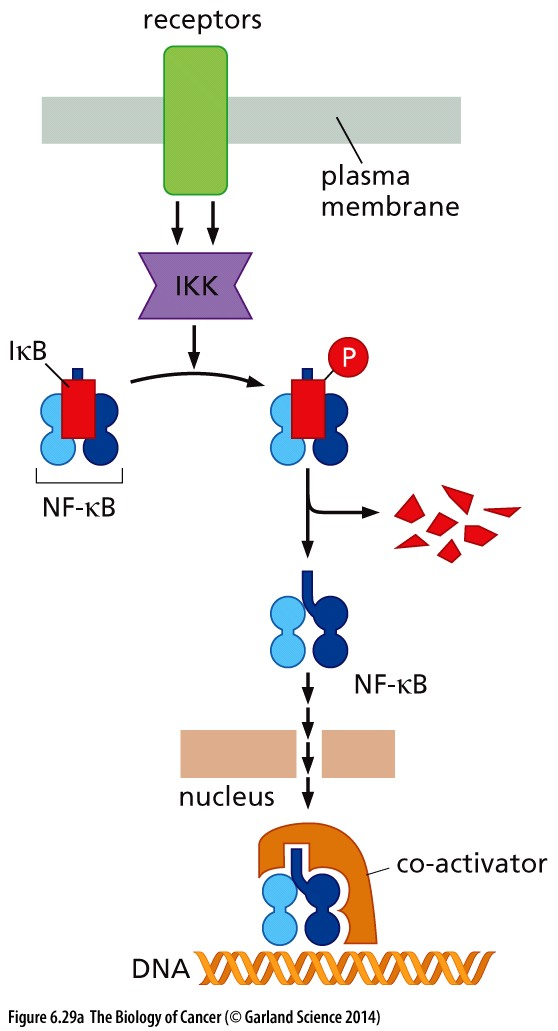 receptors
plasma
membrane
IKK
IκB
P
NF-κB
NF-κB
nucleus
co-activator
DNA
Figure 6.29a The Biology of Cancer (© Garland Science 2014)